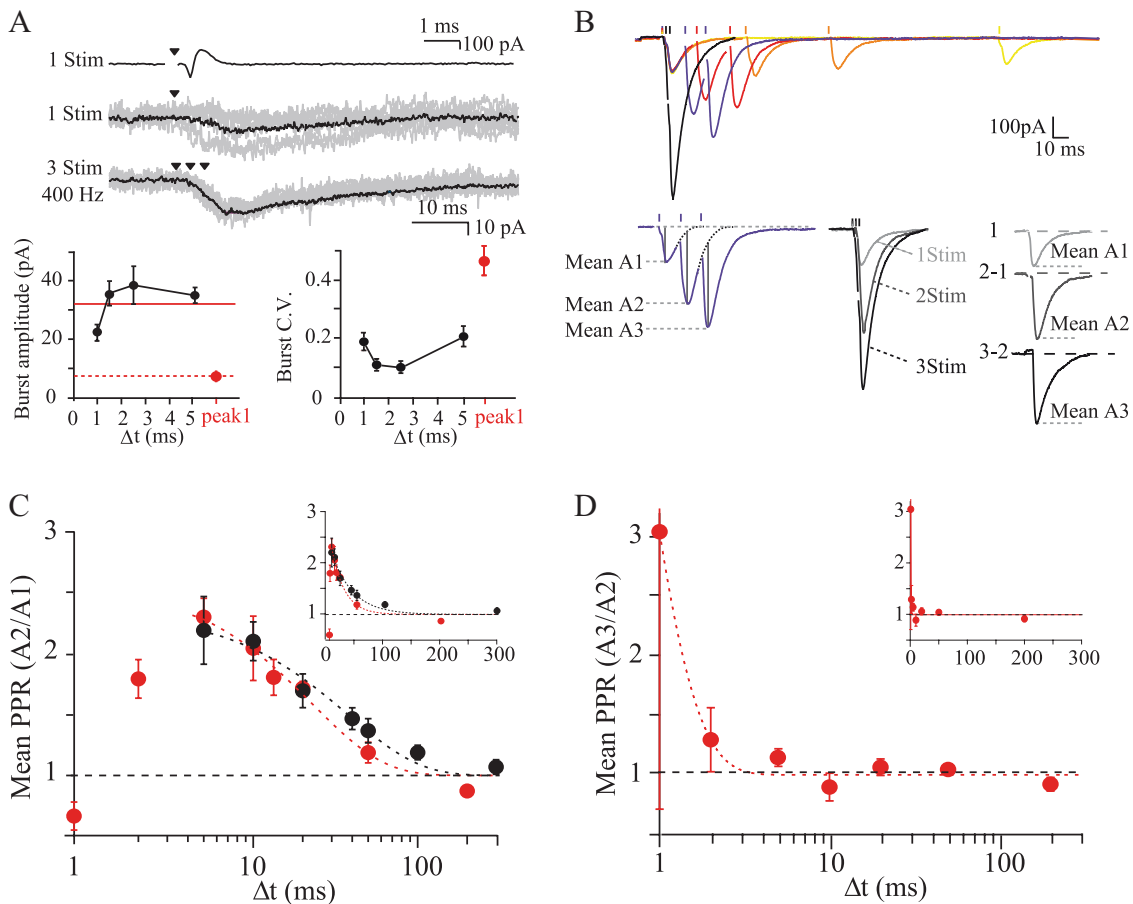 A
1 ms
100 pA
1 Stim
1 Stim
3 Stim
400 Hz
10 ms
10 pA
Burst amplitude (pA)
60
40
20
0
0 1 2 3 4 5 peak1
Δt (ms)
Burst C.V.
0.4
0.2
0
0 1 2 3 4 5 peak1
Δt (ms)
B
100pA
10 ms
Mean A1
Mean A2
Mean A3
1Stim
2Stim
3Stim
1
Mean A1
2-1
Mean A2
3-2
Mean A3
C
Mean PPR (A2/A1)
3
2
1
1 10 100
Δt (ms)
3
2
1
0 100 200 300
D
Mean PPR (A3/A2)
3
2
1
1 10 100
Δt (ms)
3
2
1
0 100 200 300